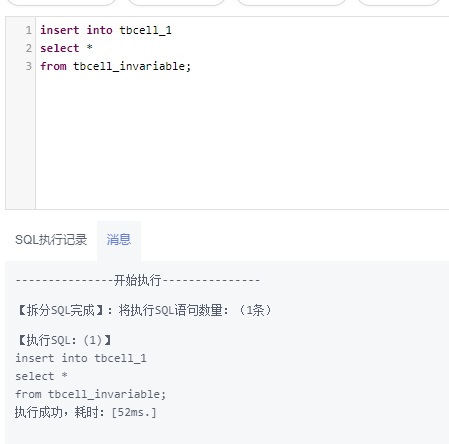 1 insert into tbcell_1
2 select *
3 from tbcell_invariable;
SQL执行记录 消息
---------------开始执行---------------
【拆分SQL完成】：将执行SQL语句数量：（1条）
【执行SQL：(1)】
insert into tbcell_1
select *
from tbcell_invariable;
执行成功，耗时：[52ms.]